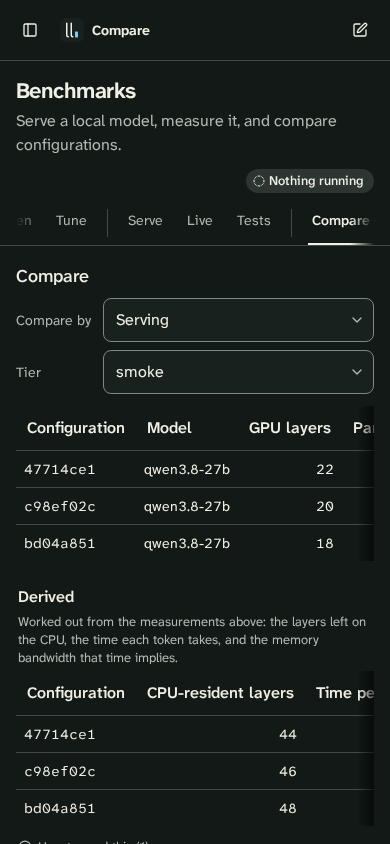 Compare
Benchmarks
Serve a local model, measure it, and compare
configurations.
Nothing running
en Tune Serve Live Tests Compare
Compare
Compare by Serving
Tier smoke
Configuration Model GPU layers Par
47714ce1 qwen3.8-27b 22
c98ef02c qwen3.8-27b 20
bd04a851 qwen3.8-27b 18
Derived
Worked out from the measurements above: the layers left on
the CPU, the time each token takes, and the memory
bandwidth that time implies.
Configuration CPU-resident layers Time pe
47714ce1 44
c98ef02c 46
bd04a851 48